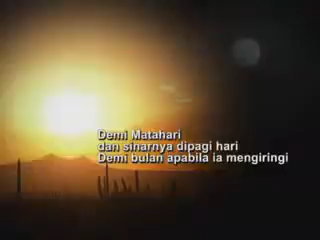 Demi Matahari
dan sinarnya dipagi hari
Demi bulan apabila ia mengiringi